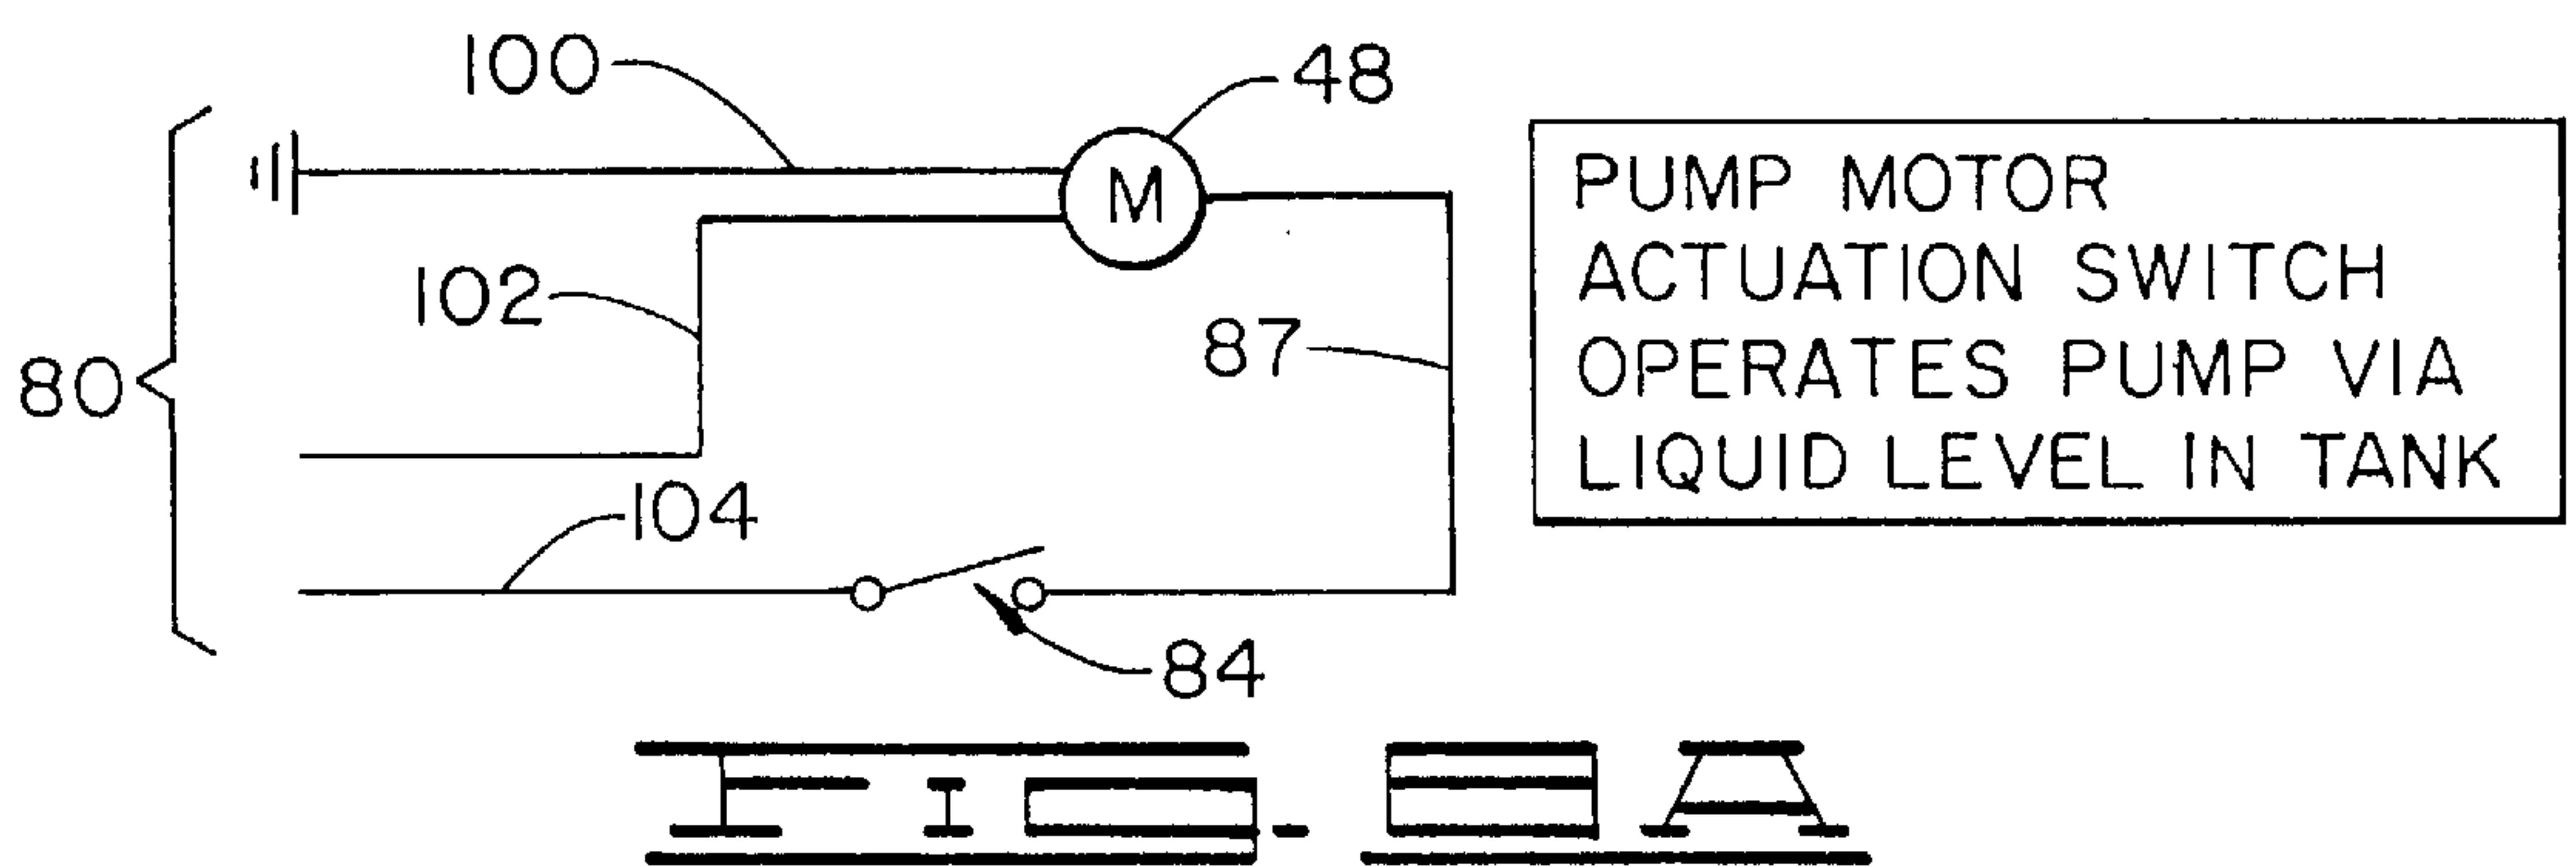 100
48
PUMP MOTOR
ACTUATION SWITCH
OPERATES PUMP VIA
LIQUID LEVEL IN TANK
M
102
87
80
104
84
FIG. 8A